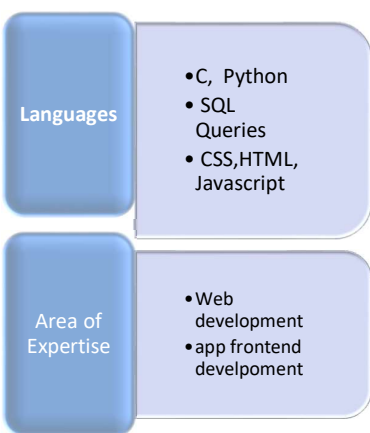 Languages
•C, Python
• SQL
Queries
• CSS,HTML,
Javascript
Area of
Expertise
•Web
development
•app frontend
develpoment